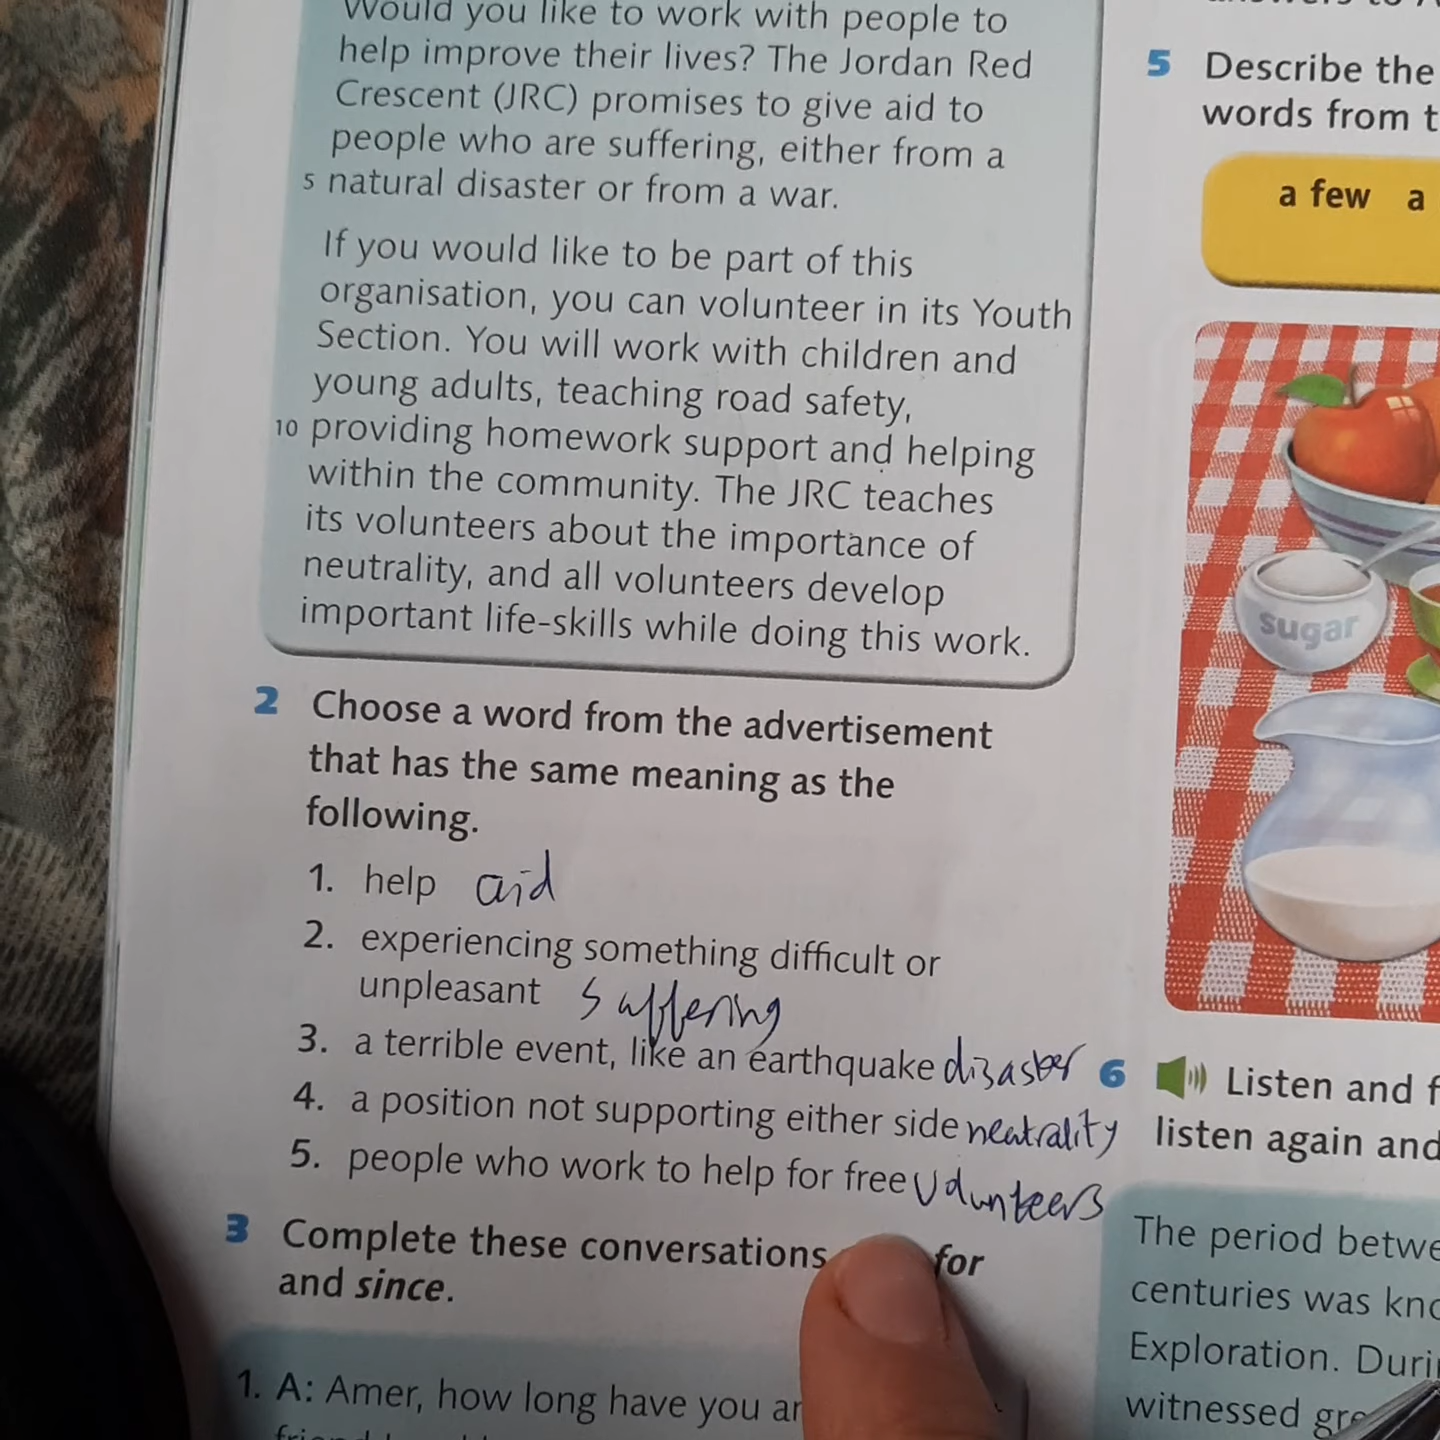 Would you like to work with people to
help improve their lives? The Jordan Red
Crescent (JRC) promises to give aid to
people who are suffering, either from a
5 natural disaster or from a war.
If you would like to be part of this
organisation, you can volunteer in its Youth
Section. You will work with children and
young adults, teaching road safety,
10 providing homework support and helping
within the community. The JRC teaches
its volunteers about the importance of
neutrality, and all volunteers develop
important life-skills while doing this work.
2 Choose a word from the advertisement
that has the same meaning as the
following.
1. help aid
2. experiencing something difficult or
unpleasant suffering
3. a terrible event, like an earthquake disaster
4. a position not supporting either side neutrality
5. people who work to help for free volunteers
3 Complete these conversations for
and since.
1. A: Amer, how long have you
5 Describe the
words from
a few a
sugar
6 Listen and
listen again and
The period
centuries was
Exploration.
witnessed